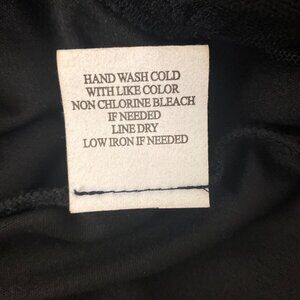 HAND WASH COLD
WITH LIKE COLOR
NON CHLORINE BLEACH
IF NEEDED
LINE DRY
LOW IRON IF NEEDED